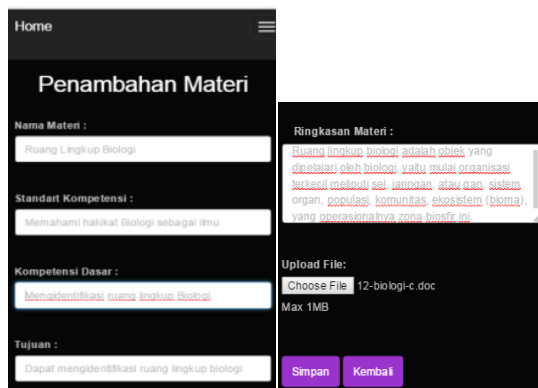 Home
Penambahan Materi
Nama Materi :
Ruang Lingkup Biologi
Standart Kompetensi :
Memahami hakikat Biologi sebagai ilmu
Kompetensi Dasar :
Mengidentifikasi ruang lingkup Biologi
Tujuan :
Dapat mengidentifikasi ruang lingkup biologi
Ringkasan Materi :
Ruang lingkup biologi adalah objek yang
dipelajari oleh biologi, yaitu mulai organisasi
terkecil meliputi sel, jaringan, atau gan, sistem
organ, populasi, komunitas, ekosistem (bioma),
yang operasionalnya zona biosfir ini.
Upload File:
Choose File 12-biologi-c.doc
Max 1MB
Simpan Kembali